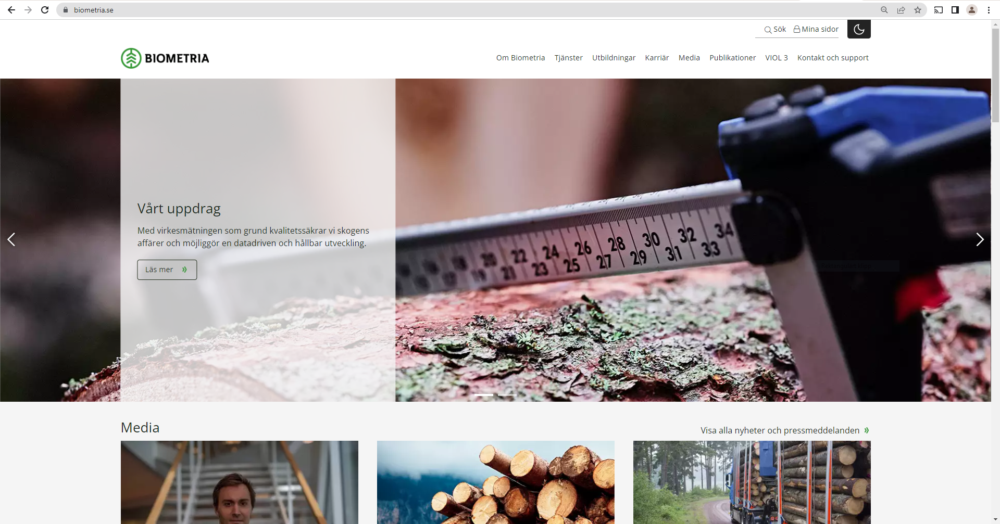 biometria.se
Sök Mina sidor
BIOMETRIA
Om Biometria Tjänster Utbildningar Karriär Media Publikationer VIOL 3 Kontakt och support
Vårt uppdrag
Med virkesmätningen som grund kvalitetssäkrar vi skogens
affärer och möjliggör en datadriven och hållbar utveckling.
Läs mer
20 22 24 26 28 30 32 34
19 21 23 25 27 29 31 33
Media
Visa alla nyheter och pressmeddelanden